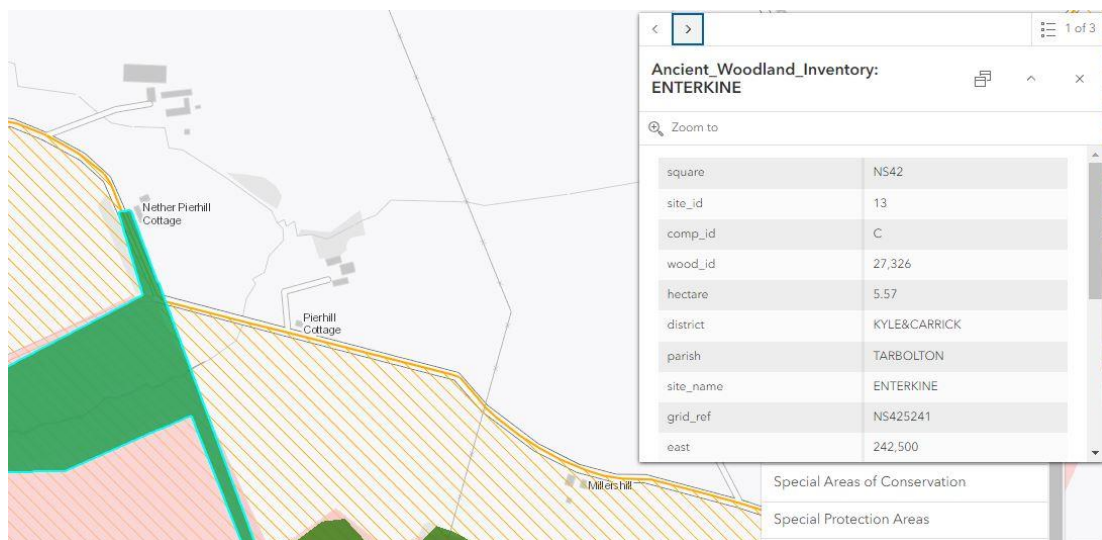 1 of 3
Ancient_Woodland_Inventory:
ENTERKINE
Zoom to
square NS42
site_id 13
comp_id C
wood_id 27,326
hectare 5.57
district KYLE&CARRICK
parish TARBOLTON
site_name ENTERKINE
grid_ref NS425241
east 242,500
Special Areas of Conservation
Special Protection Areas
Nether Pierhill
Cottage
Pierhill
Cottage
Millershill